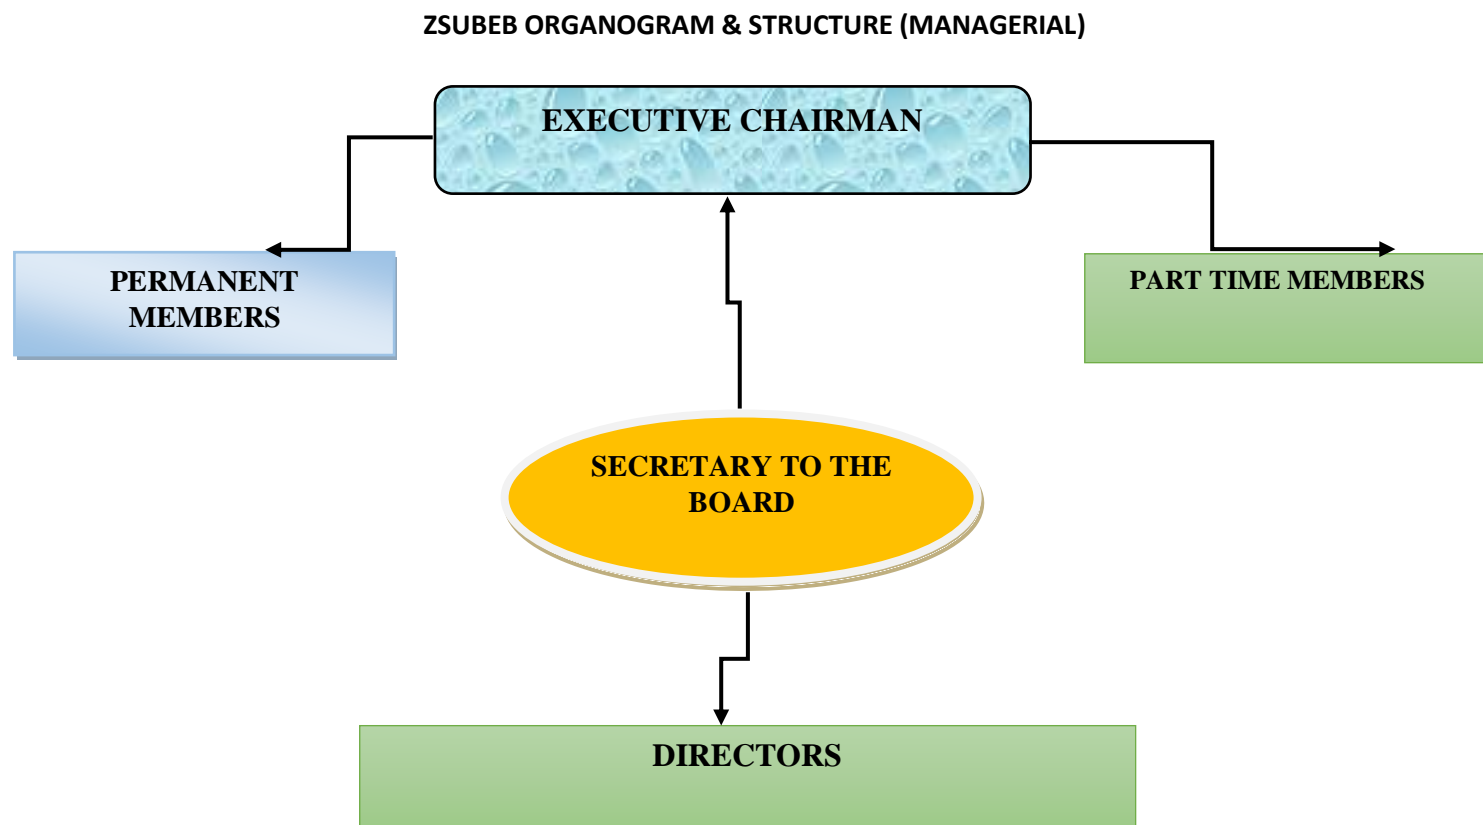 ZSUBEB ORGANOGRAM & STRUCTURE (MANAGERIAL)
EXECUTIVE CHAIRMAN
PERMANENT
MEMBERS
PART TIME MEMBERS
SECRETARY TO THE
BOARD
DIRECTORS